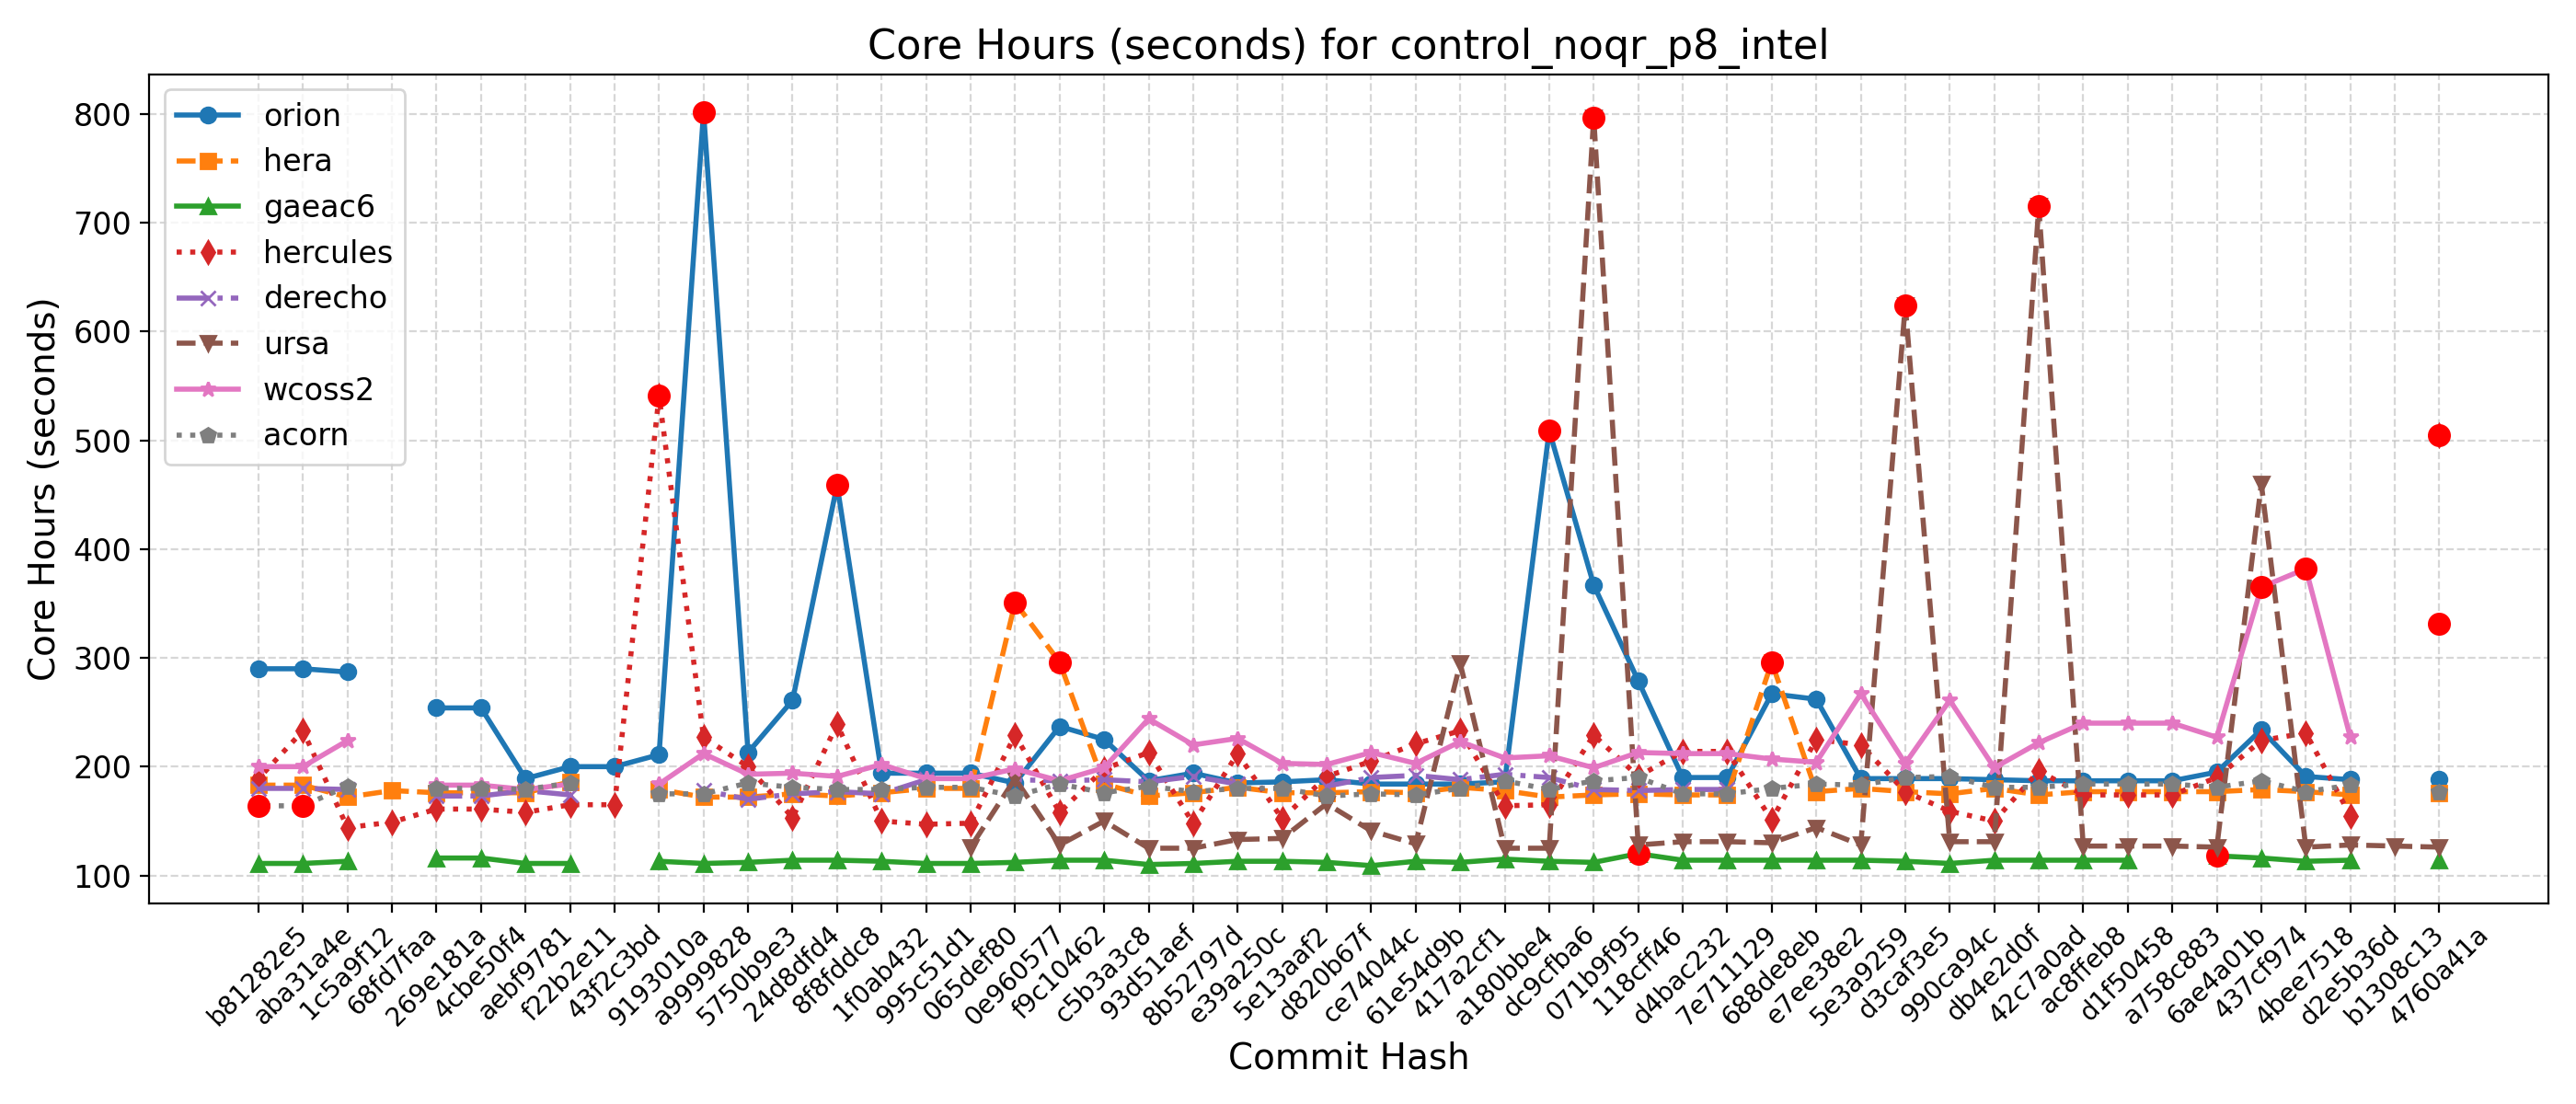 Core Hours (seconds) for control_noqr_p8_intel
orion
hera
gaeac6
hercules
derecho
ursa
wcoss2
acorn
Core Hours (seconds)
800
700
600
500
400
300
200
100
b81282e5
aba31a4e
1c5a9f12
68fd7faa
269e181a
4cbe50f4
aebf9781
f22b2e11
43f2c3bd
9193010a
a9999828
5750b9e3
24d8dfd4
8f8fddc8
1f0ab432
995c51d1
065def80
0e960577
f9c10462
c5b3a3c8
93d51aef
8b52797d
e39a250c
5e13aaf2
d820b67f
ce74044c
61e54d9b
417a2cf1
a180bbe4
dc9cfba6
071b9f95
118cff46
d4bac232
7e711129
688de8eb
e7ee38e2
5e3a9259
d3caf3e5
990ca94c
db4e2d0f
42c7a0ad
ac8ffeb8
d1f50458
a758c883
6ae4a01b
437cf974
4bee7518
d2e5b36d
b1308c13
4760a41a
Commit Hash